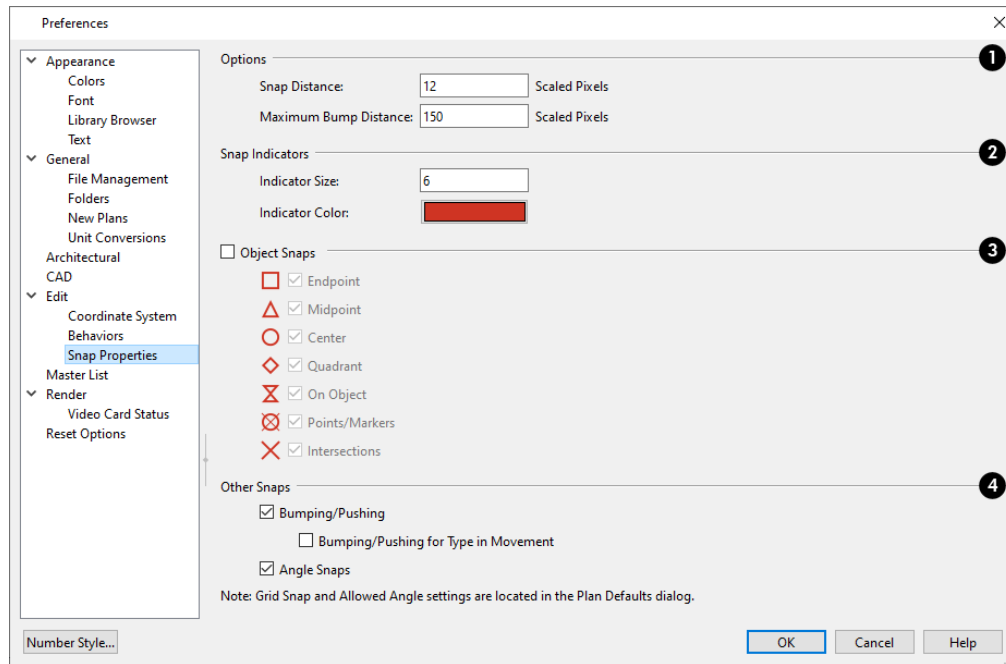 Preferences
Appearance
Colors
Font
Library Browser
Text
General
File Management
Folders
New Plans
Unit Conversions
Architectural
CAD
Edit
Coordinate System
Behaviors
Snap Properties
Master List
Render
Video Card Status
Reset Options
Options 1
Snap Distance: 12 Scaled Pixels
Maximum Bump Distance: 150 Scaled Pixels
Snap Indicators 2
Indicator Size: 6
Indicator Color:
Object Snaps 3
Endpoint
Midpoint
Center
Quadrant
On Object
Points/Markers
Intersections
Other Snaps 4
Bumping/Pushing
Bumping/Pushing for Type in Movement
Angle Snaps
Note: Grid Snap and Allowed Angle settings are located in the Plan Defaults dialog.
Number Style... OK Cancel Help